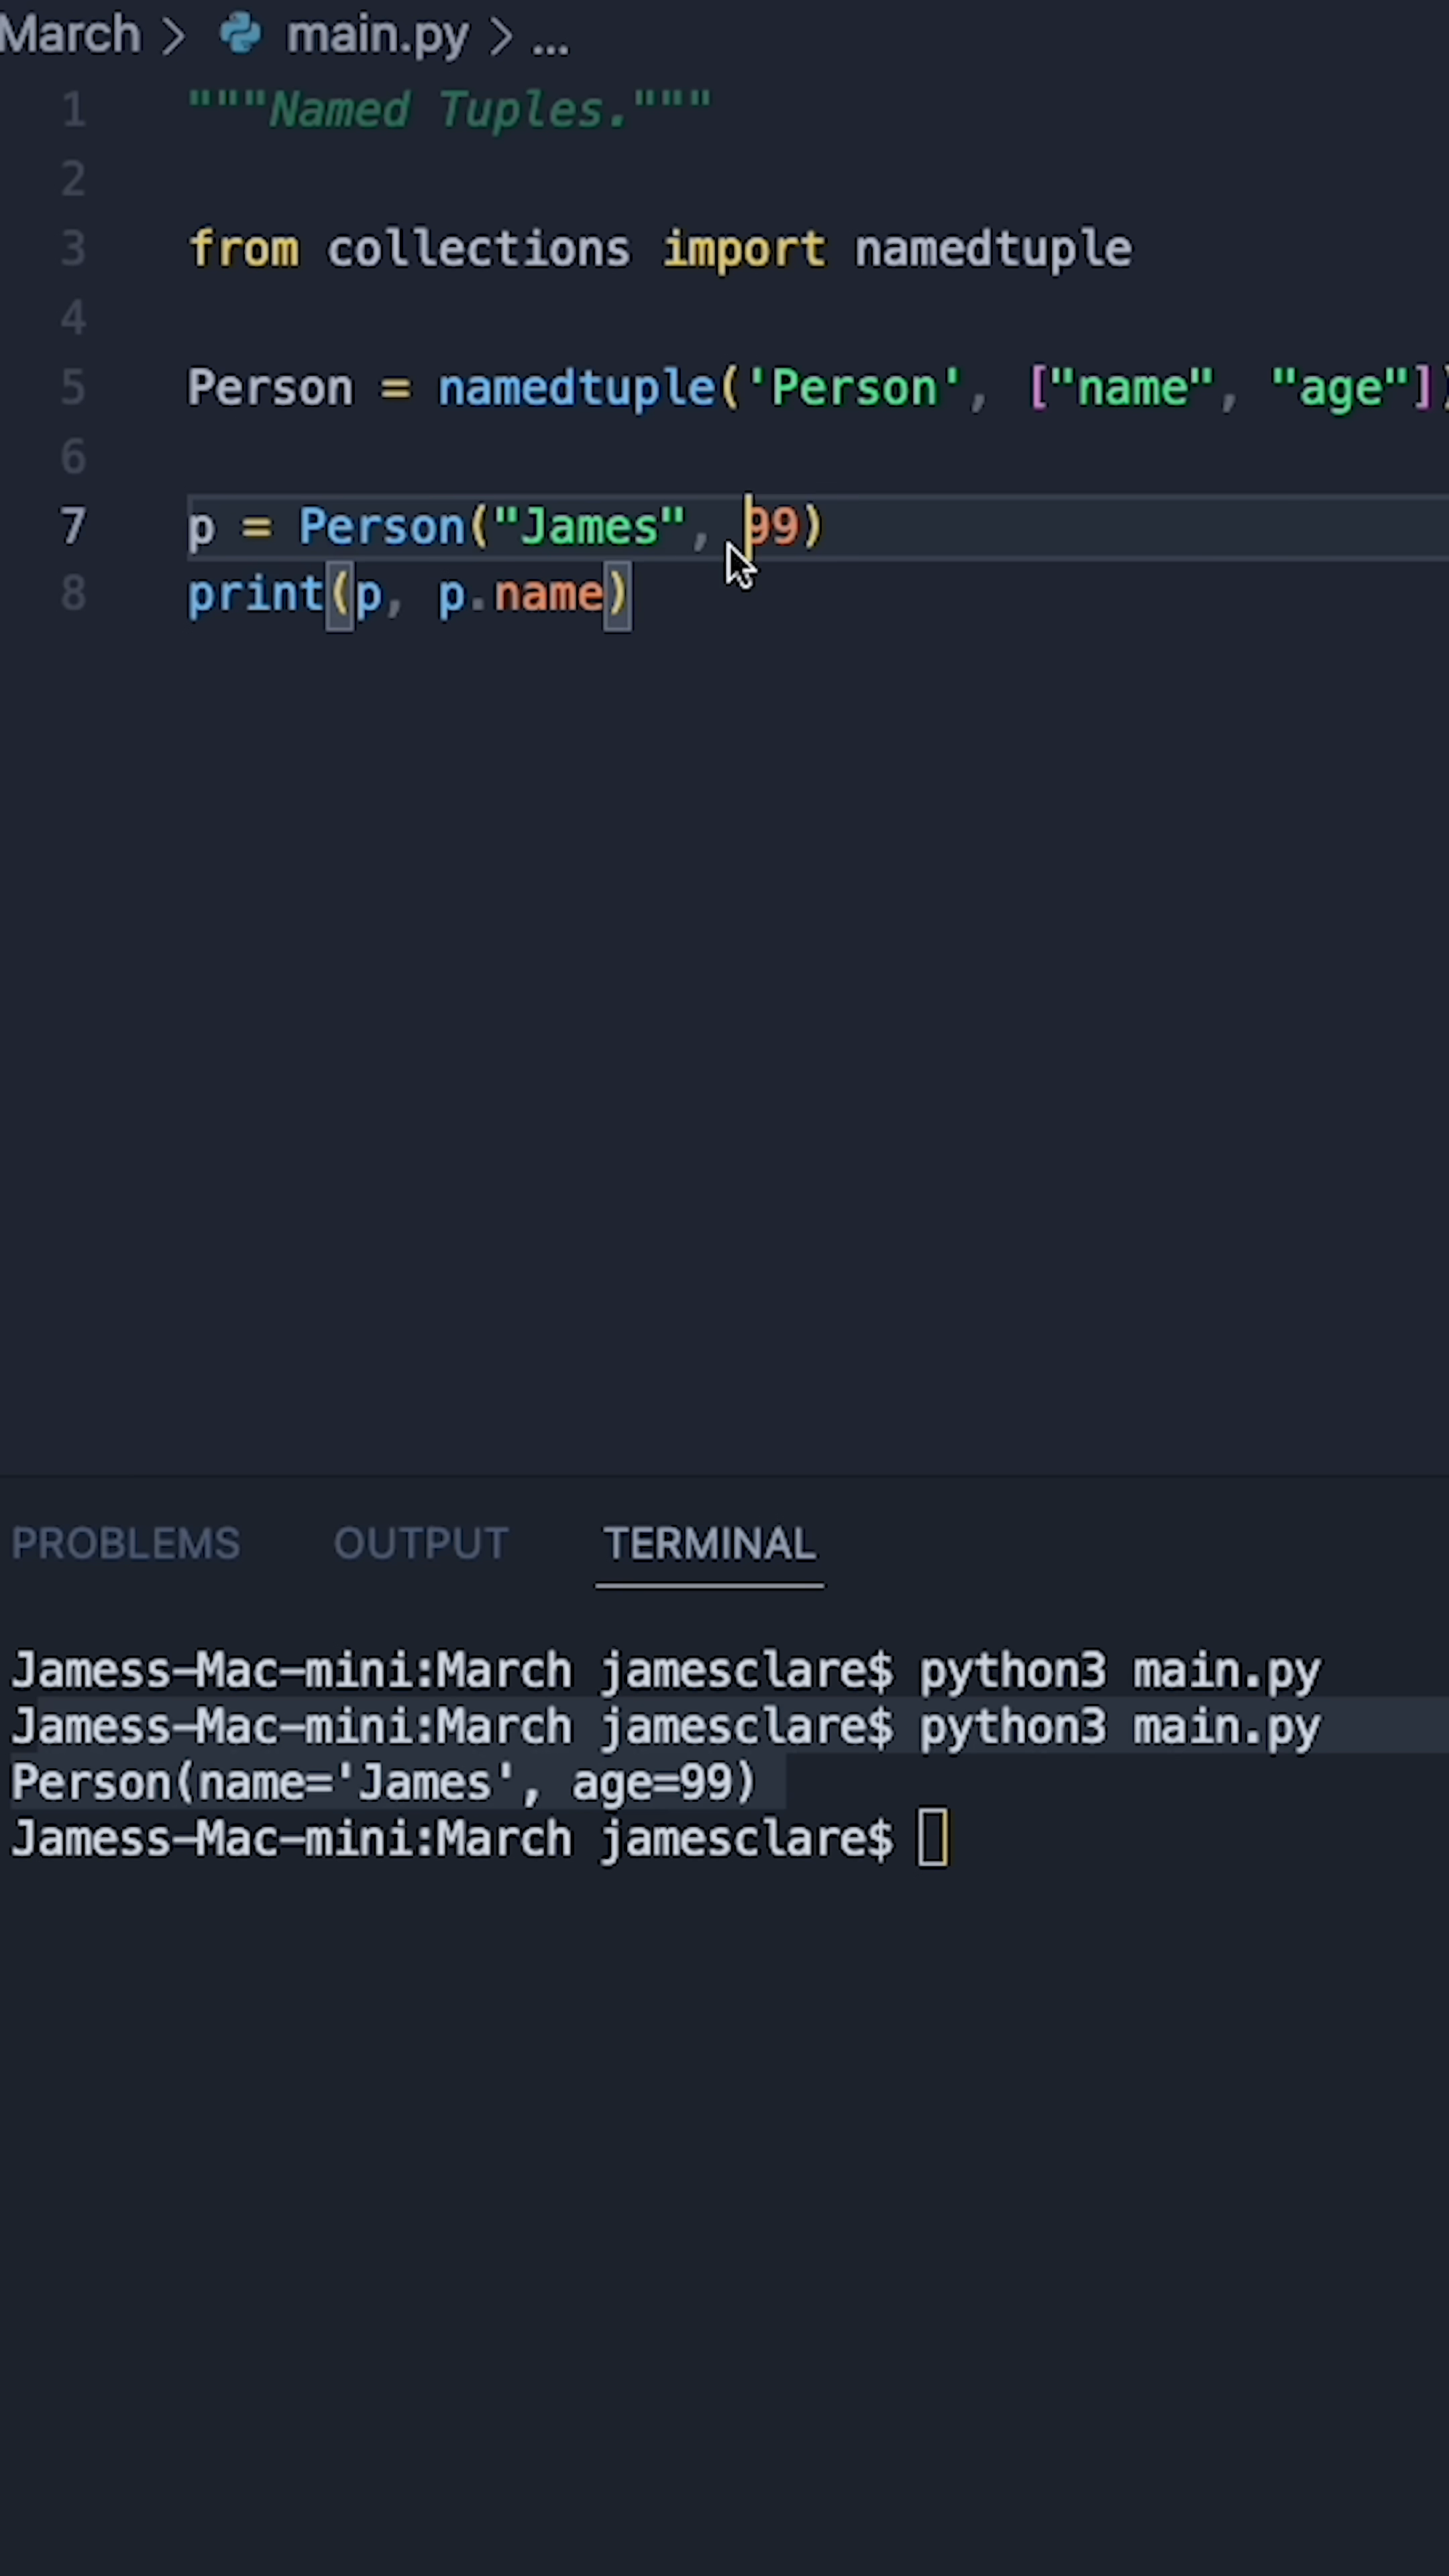 March > main.py > ...
1 """Named Tuples."""
2
3 from collections import namedtuple
4
5 Person = namedtuple('Person', ["name", "age"])
6
7 p = Person("James", 99)
8 print(p, p.name)
PROBLEMS OUTPUT TERMINAL
Jamess-Mac-mini:March jamesclare$ python3 main.py
Jamess-Mac-mini:March jamesclare$ python3 main.py
Person(name='James', age=99)
Jamess-Mac-mini:March jamesclare$